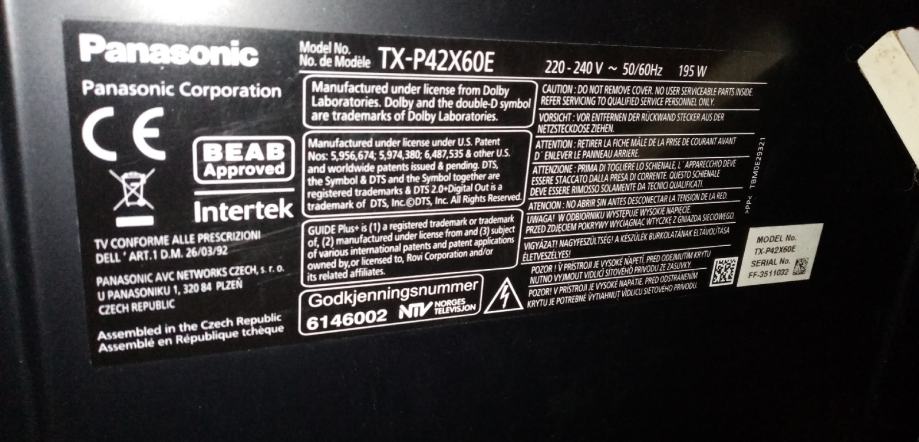 Panasonic
Model No.
No. de Modèle TX-P42X60E
220 - 240 V ~ 50/60Hz 195 W
Panasonic Corporation
CE
BEAB
Approved
Intertek
TV CONFORME ALLE PRESCRIZIONI
DELL ' ART.1 D.M. 26/03/92
PANASONIC AVC NETWORKS CZECH, s. r. o.
U PANASONIKU 1, 320 84 PLZEŇ
CZECH REPUBLIC
Assembled in the Czech Republic
Assemblé en République tchèque
Manufactured under license from Dolby
Laboratories. Dolby and the double-D symbol
are trademarks of Dolby Laboratories.
Manufactured under license under U.S. Patent
Nos: 5,956,674; 5,974,380; 6,487,535 & other U.S.
and worldwide patents issued & pending. DTS,
the Symbol & DTS and the Symbol together are
registered trademarks & DTS 2.0+Digital Out is a
trademark of DTS, Inc.©DTS, Inc. All Rights Reserved.
GUIDE Plus+ is (1) a registered trademark or trademark
of, (2) manufactured under license from and (3) subject
of various international patents and patent applications
owned by,or licensed to, Rovi Corporation and/or
its related affiliates.
Godkjenningsnummer
6146002 NTV NORGES
TELEVISJON
CAUTION : DO NOT REMOVE COVER. NO USER SERVICEABLE PARTS INSIDE.
REFER SERVICING TO QUALIFIED SERVICE PERSONNEL ONLY.
VORSICHT : VOR ENTFERNEN DER RÜCKWAND STECKER AUS DER
NETZSTECKDOSE ZIEHEN.
ATTENTION : RETIRER LA FICHE MÂLE DE LA PRISE DE COURANT AVANT
D' ENLEVER LE PANNEAU ARRIERE.
ATTENZIONE : PRIMA DI TOGLIERE LO SCHIENALE, L' APPARECCHIO DEVE
ESSERE STACCATO DALLA PRESA DI CORRENTE. QUESTO SCHIENALE
DEVE ESSERE RIMOSSO SOLAMENTE DA TECNICI QUALIFICATI.
ATENCION : NO ABRIR SIN ANTES DESCONECTAR LA TENSION DE LA RED.
UWAGA! W ODBIORNIKU WYSTEPUJE WYSOKIE NAPIĘCIE.
PRZED ZDJĘCIEM POKRYWY WYCIĄGNĄĆ WTYCZKE Z GNIAZDA SIECIOWEGO.
VIGYÁZAT! NAGYFESZÜLTSÉG! A KÉSZÜLÉK BURKOLATÁNAK ELTÁVOLÍTÁSA
ÉLETVESZÉLYES!
POZOR ! V PŘÍSTROJI JE VYSOKÉ NAPĚTÍ, PŘED ODEJMUTÍM KRYTU
NUTNO VYJMOUT VIDLICI SÍŤOVÉHO PŘÍVODU ZE ZÁSUVKY.
POZOR ! V PRÍSTROJI JE VYSOKÉ NAPÄTIE. PRED ODSTRÁNENÍM
KRYTU JE POTREBNÉ VYTIAHNUŤ VIDLICU SIEŤOVÉHO PRÍVODU.
>PP< TBM0E29321
MODEL No.
TX-P42X60E
SERIAL No.
FF-3511032